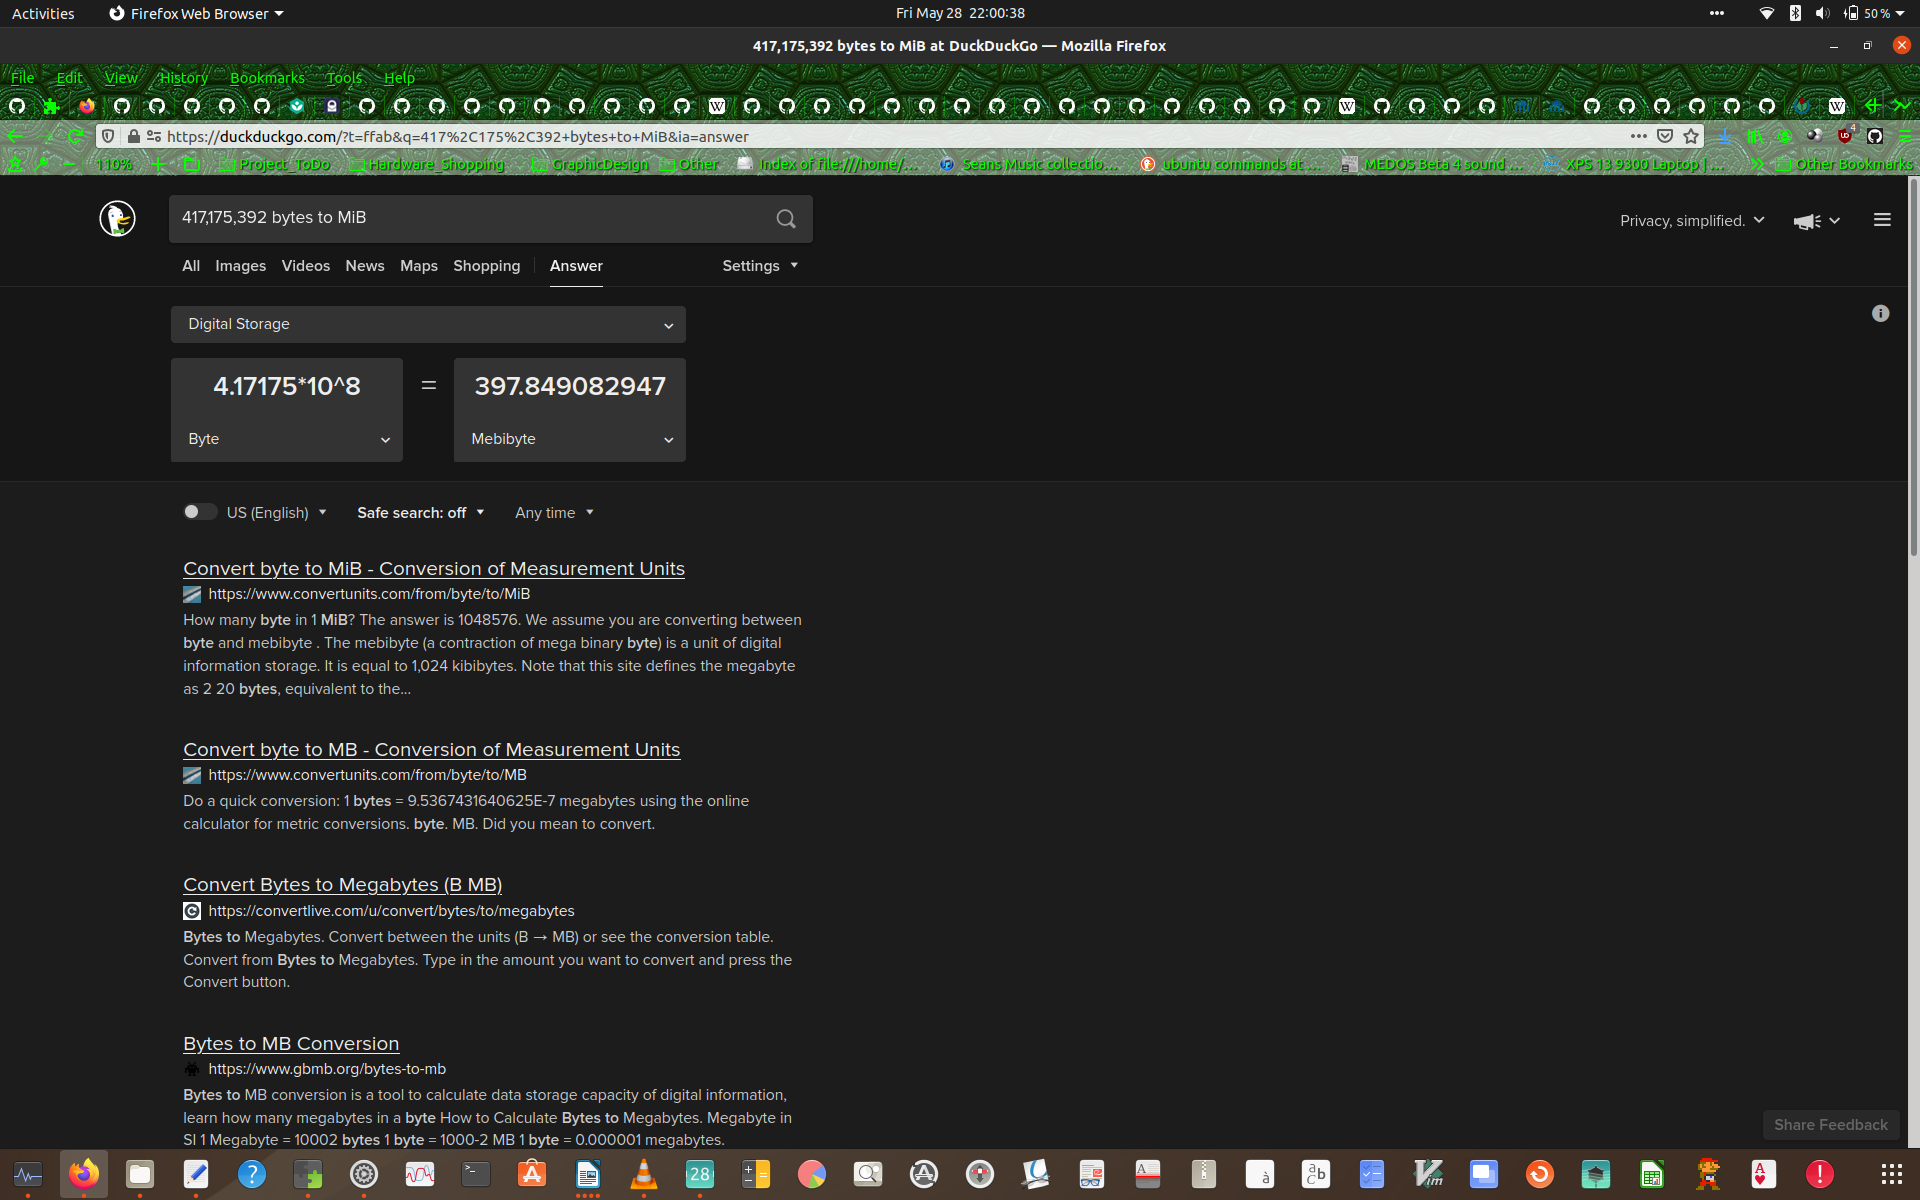 Activities Firefox Web Browser Fri May 28 22:00:38 50 %
417,175,392 bytes to MiB at DuckDuckGo — Mozilla Firefox
File Edit View History Bookmarks Tools Help
https://duckduckgo.com/?t=ffab&q=417%2C175%2C392+bytes+to+MiB&ia=answer
110% Project_ToDo Hardware_Shopping GraphicDesign Other Index of file:///home/... Seans Music collectio... ubuntu commands at ... MEDOS Beta 4 sound ... XPS 13 9300 Laptop | ... Other Bookmarks
417,175,392 bytes to MiB
Privacy, simplified.
All Images Videos News Maps Shopping Answer Settings
Digital Storage
4.17175*10^8 = 397.849082947
Byte Mebibyte
US (English) Safe search: off Any time
Convert byte to MiB - Conversion of Measurement Units
https://www.convertunits.com/from/byte/to/MiB
How many byte in 1 MiB? The answer is 1048576. We assume you are converting between
byte and mebibyte . The mebibyte (a contraction of mega binary byte) is a unit of digital
information storage. It is equal to 1,024 kibibytes. Note that this site defines the megabyte
as 2 20 bytes, equivalent to the...
Convert byte to MB - Conversion of Measurement Units
https://www.convertunits.com/from/byte/to/MB
Do a quick conversion: 1 bytes = 9.5367431640625E-7 megabytes using the online
calculator for metric conversions. byte. MB. Did you mean to convert.
Convert Bytes to Megabytes (B MB)
https://convertlive.com/u/convert/bytes/to/megabytes
Bytes to Megabytes. Convert between the units (B → MB) or see the conversion table.
Convert from Bytes to Megabytes. Type in the amount you want to convert and press the
Convert button.
Bytes to MB Conversion
https://www.gbmb.org/bytes-to-mb
Bytes to MB conversion is a tool to calculate data storage capacity of digital information,
learn how many megabytes in a byte How to Calculate Bytes to Megabytes. Megabyte in
SI 1 Megabyte = 10002 bytes 1 byte = 1000-2 MB 1 byte = 0.000001 megabytes.
Share Feedback
28